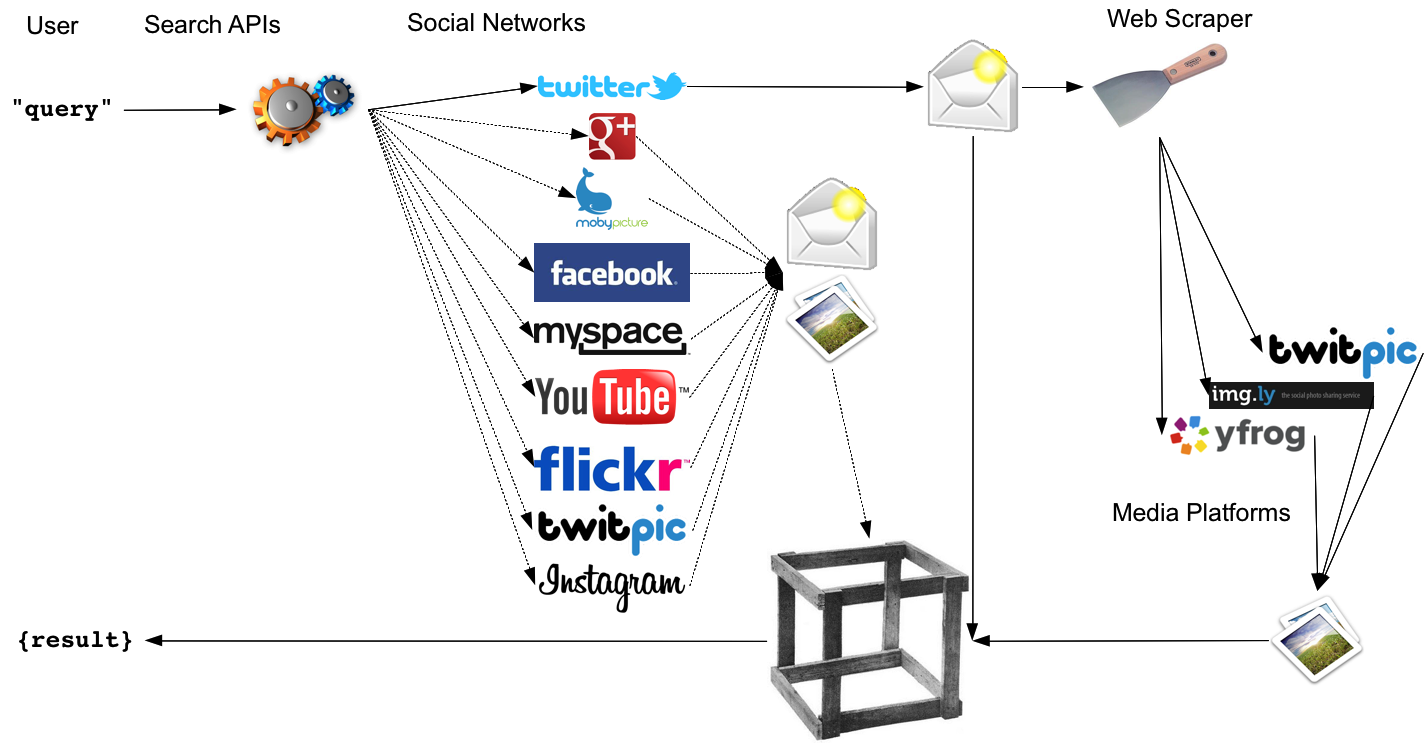 User
Search APIs
Social Networks
Web Scraper
"query"
twitter
g+
mobypicture
facebook.
myspace
YouTube™
flickr
twitpic
Instagram
twitpic
img.ly the social photo sharing service
yfrog
Media Platforms
{result}